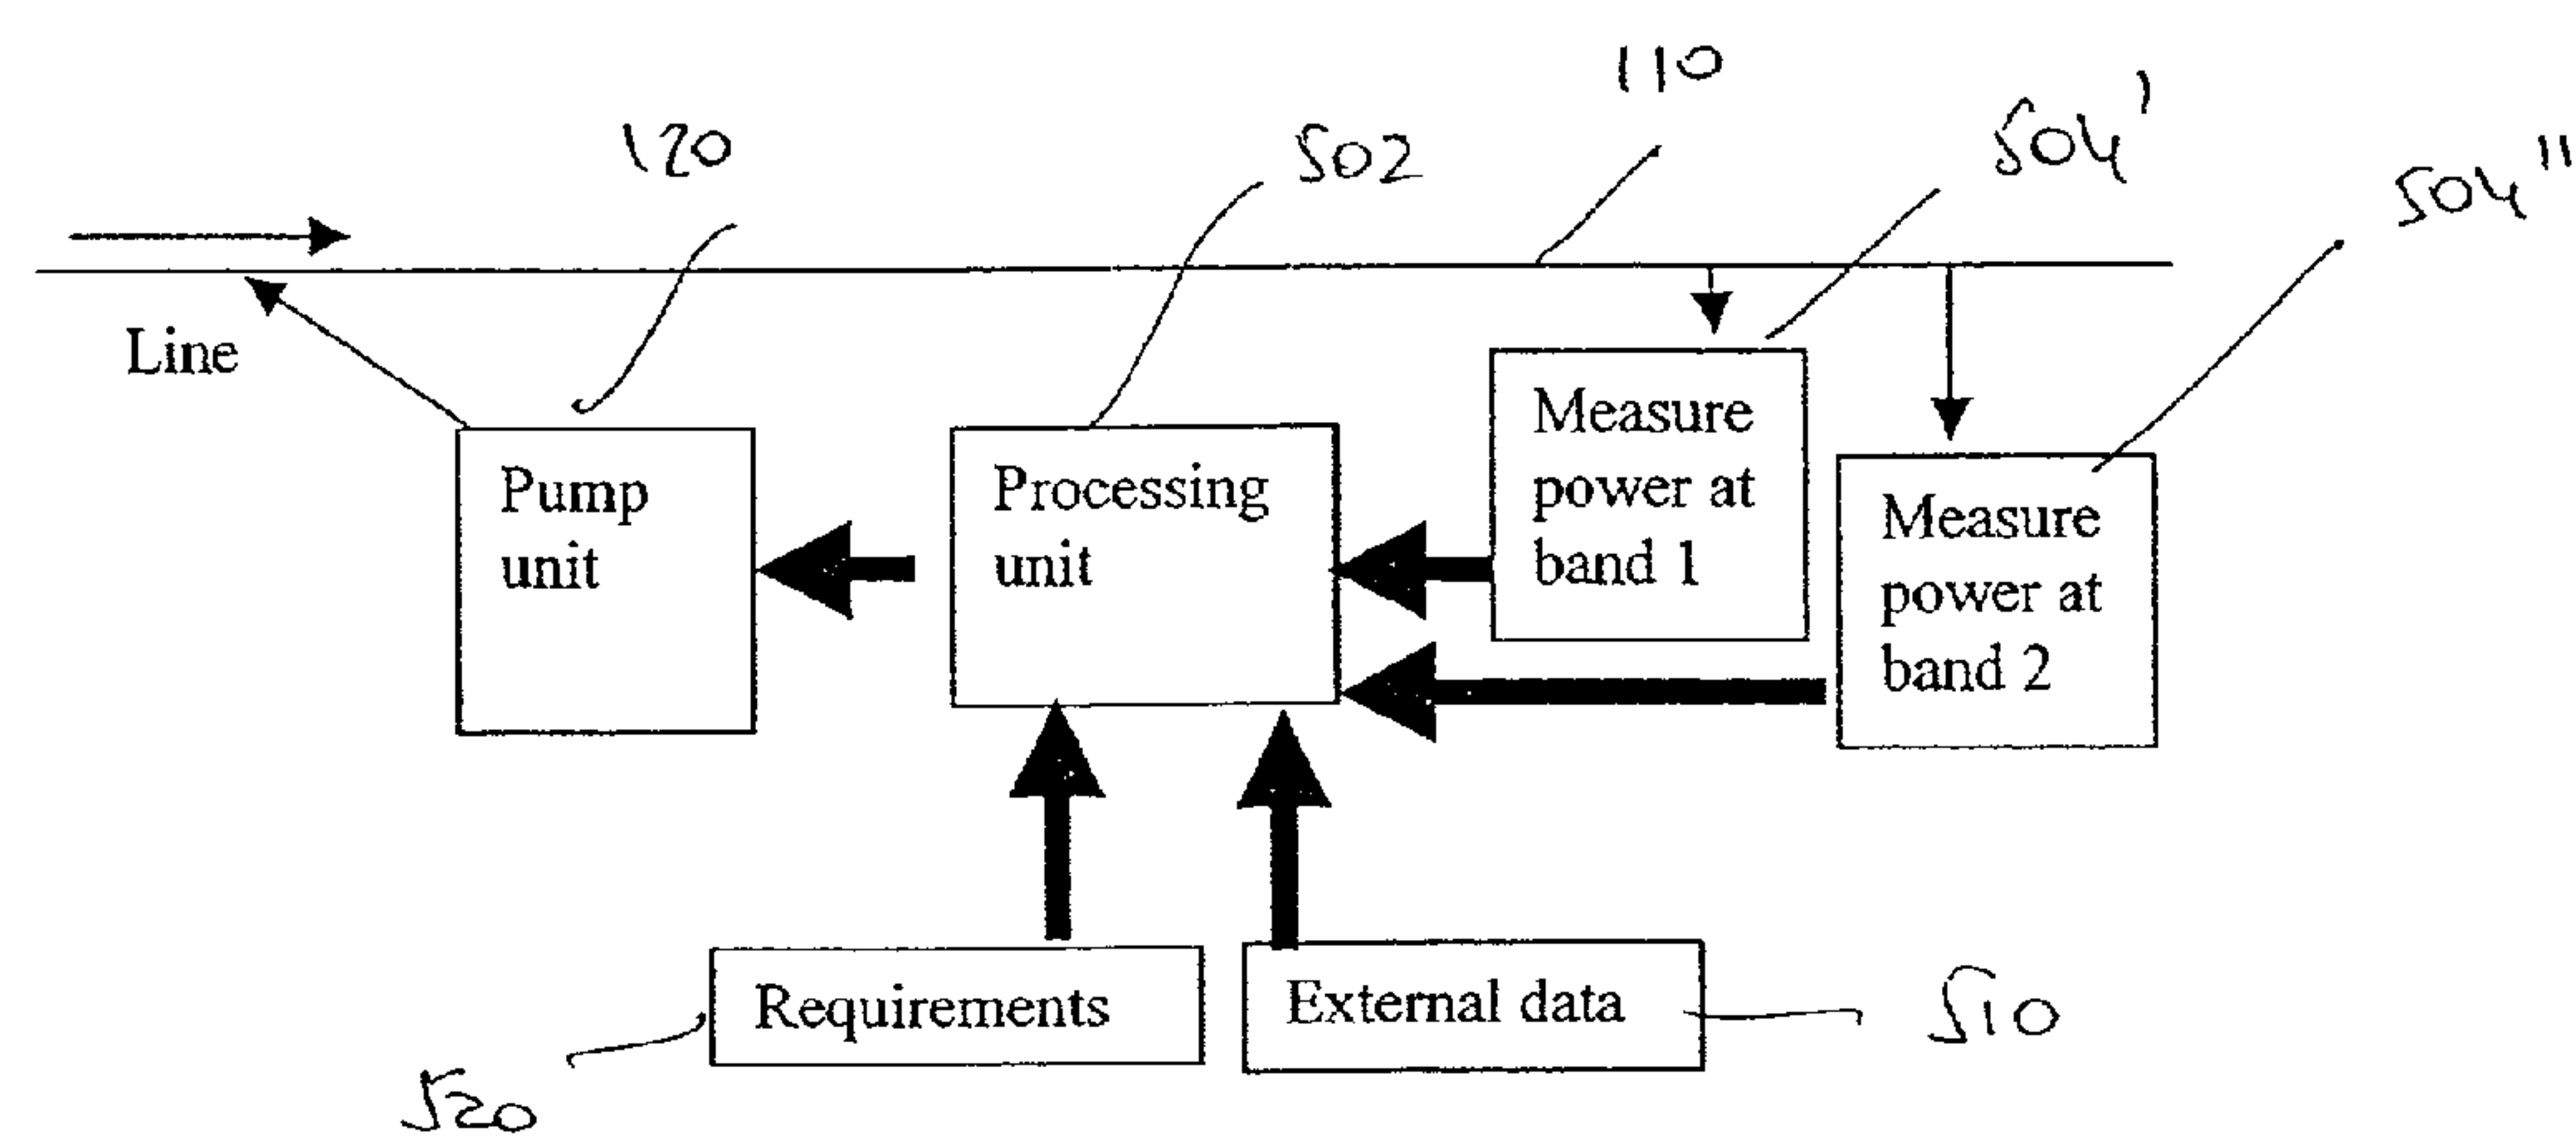 110
504'
120
502
504"
Line
Measure
power at
band 1
Pump
unit
Processing
unit
Measure
power at
band 2
Requirements
External data
510
520